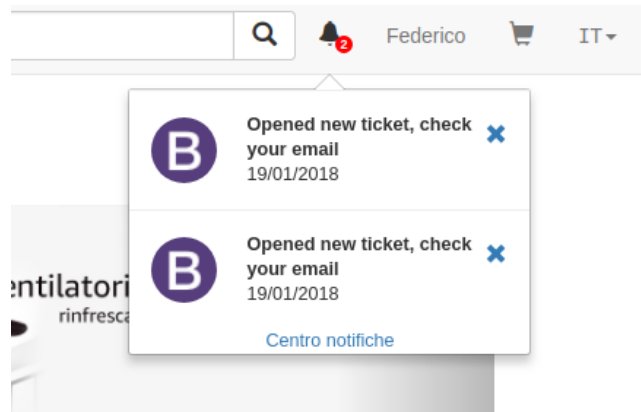 2
Federico
IT
B
Opened new ticket, check
your email
19/01/2018
B
Opened new ticket, check
your email
19/01/2018
entilatori
rinfresca
Centro notifiche